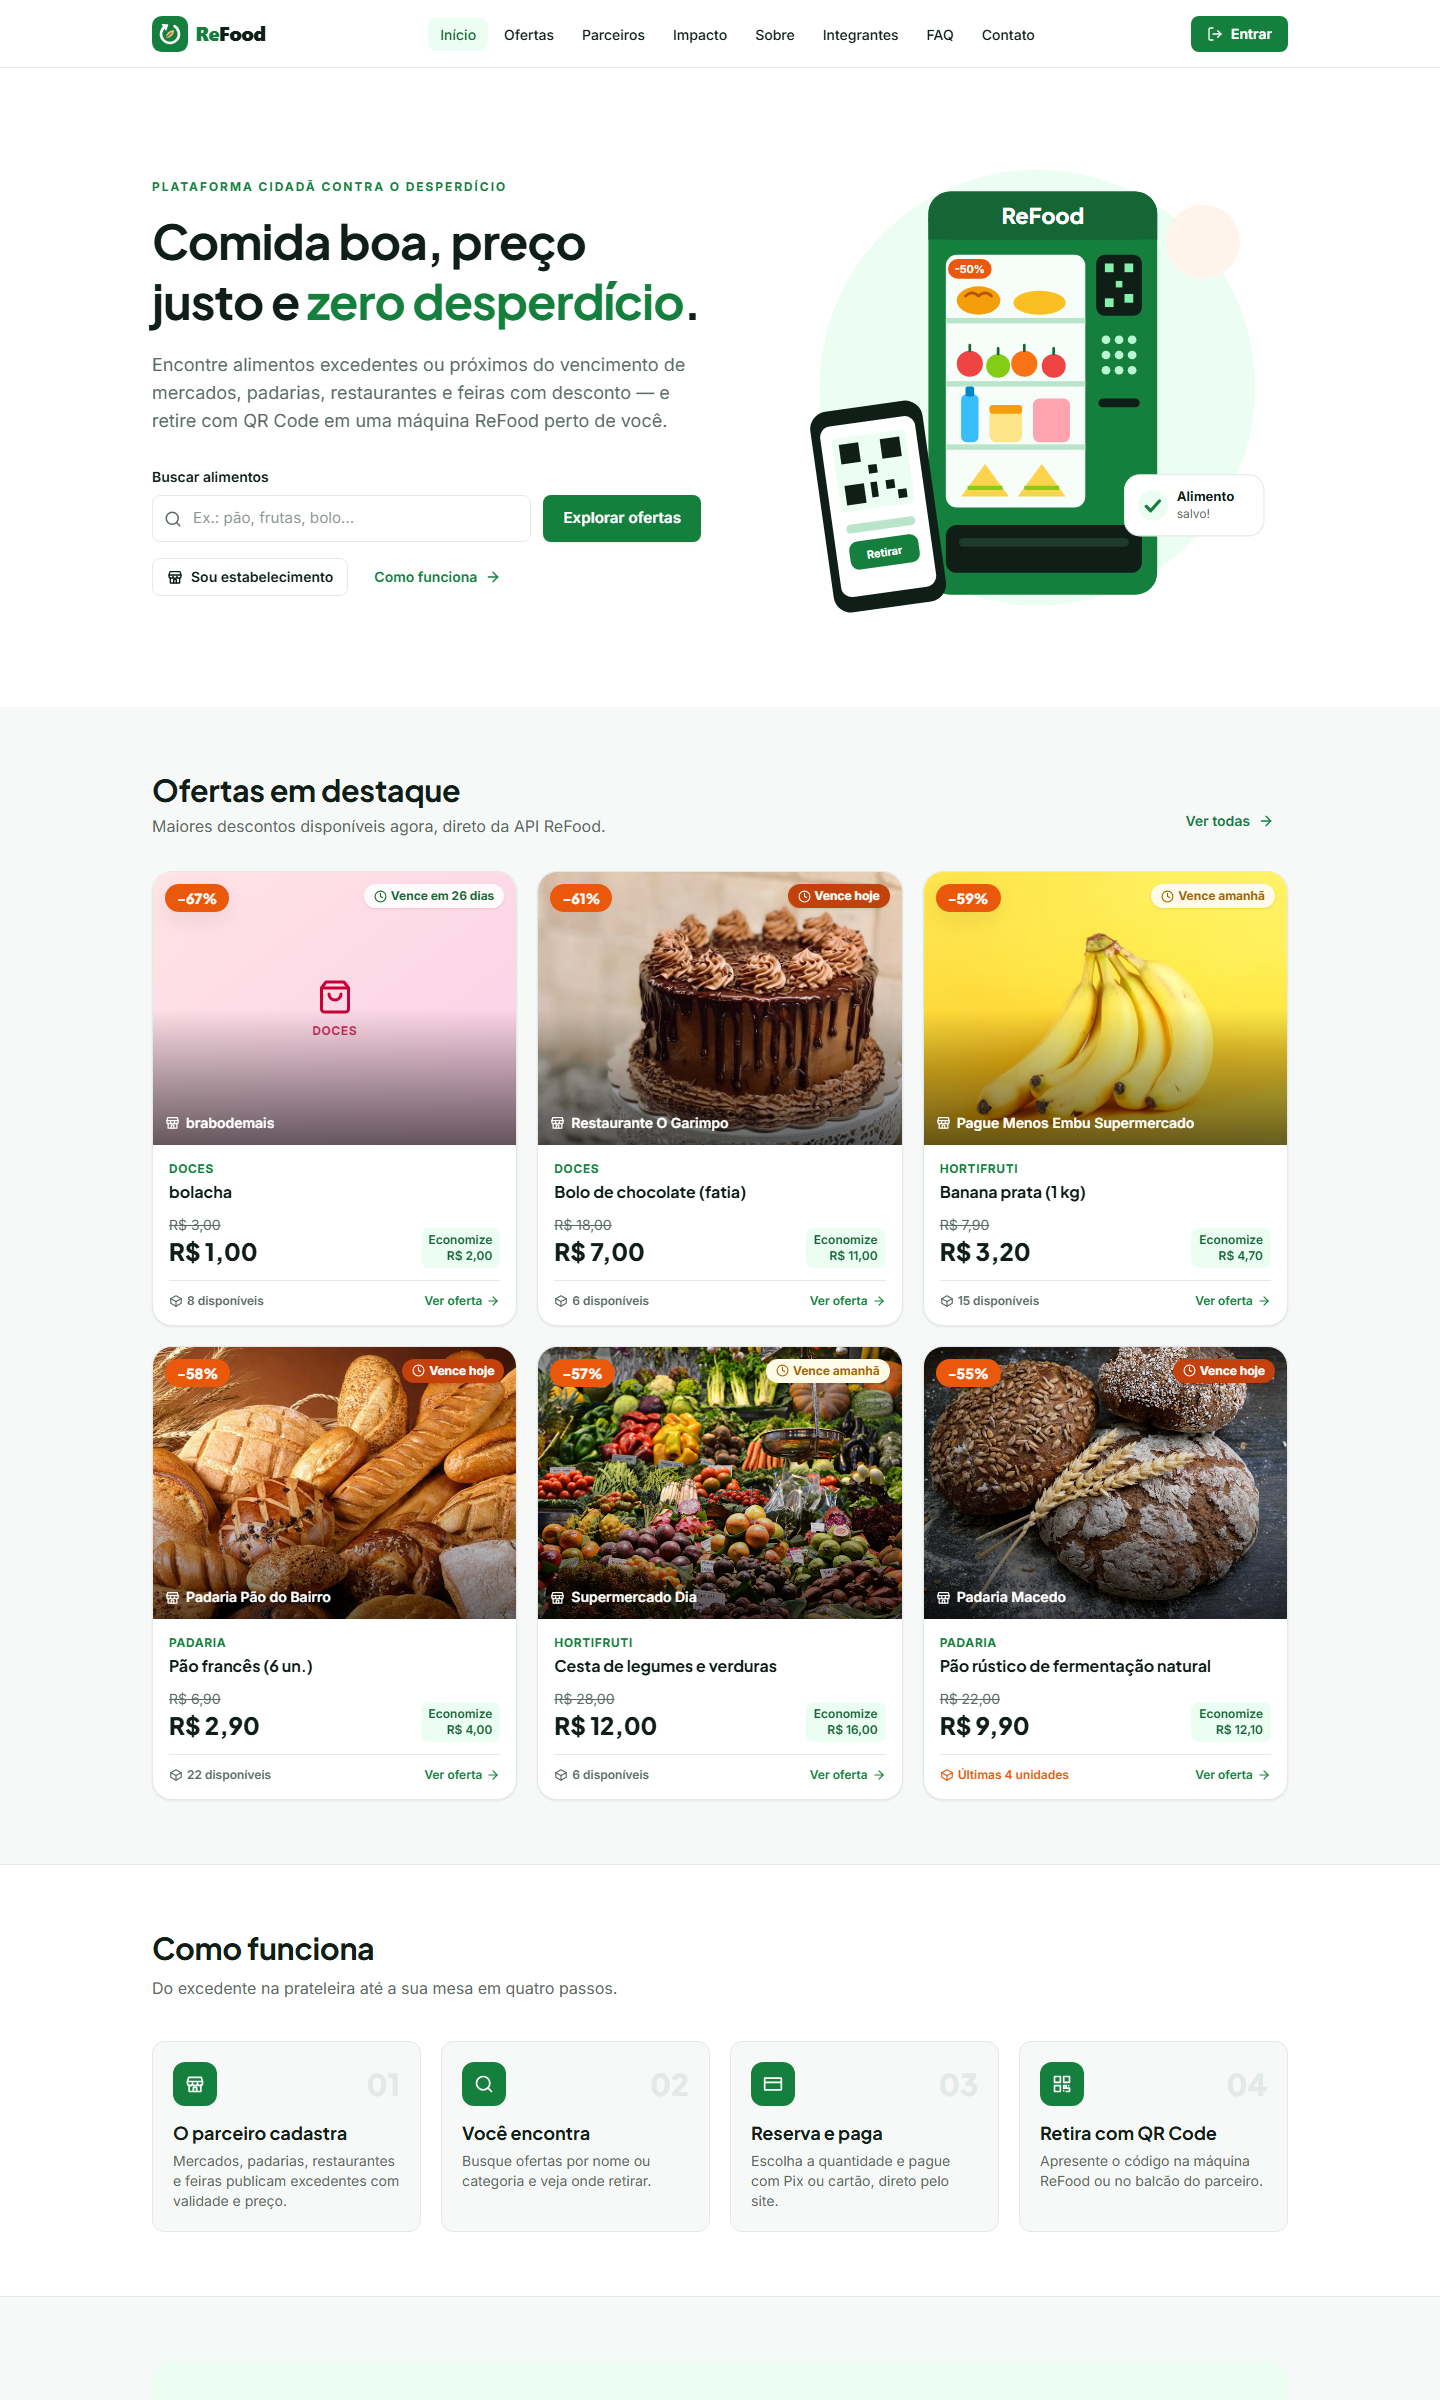 ReFood
Início
Ofertas
Parceiros
Impacto
Sobre
Integrantes
FAQ
Contato
Entrar
PLATAFORMA CIDADÃ CONTRA O DESPERDÍCIO
Comida boa, preço
justo e zero desperdício.
Encontre alimentos excedentes ou próximos do vencimento de
mercados, padarias, restaurantes e feiras com desconto — e
retire com QR Code em uma máquina ReFood perto de você.
Buscar alimentos
Ex.: pão, frutas, bolo...
Explorar ofertas
Sou estabelecimento
Como funciona
ReFood
-50%
Retirar
Alimento
salvo!
Ofertas em destaque
Maiores descontos disponíveis agora, direto da API ReFood.
Ver todas
−67%
Vence em 26 dias
DOCES
brabodemais
DOCES
bolacha
R$ 3,00
R$ 1,00
Economize
R$ 2,00
8 disponíveis
Ver oferta
−61%
Vence hoje
Restaurante O Garimpo
DOCES
Bolo de chocolate (fatia)
R$ 18,00
R$ 7,00
Economize
R$ 11,00
6 disponíveis
Ver oferta
−59%
Vence amanhã
Pague Menos Embu Supermercado
HORTIFRUTI
Banana prata (1 kg)
R$ 7,90
R$ 3,20
Economize
R$ 4,70
15 disponíveis
Ver oferta
−58%
Vence hoje
Padaria Pão do Bairro
PADARIA
Pão francês (6 un.)
R$ 6,90
R$ 2,90
Economize
R$ 4,00
22 disponíveis
Ver oferta
−57%
Vence amanhã
Supermercado Dia
HORTIFRUTI
Cesta de legumes e verduras
R$ 28,00
R$ 12,00
Economize
R$ 16,00
6 disponíveis
Ver oferta
−55%
Vence hoje
Padaria Macedo
PADARIA
Pão rústico de fermentação natural
R$ 22,00
R$ 9,90
Economize
R$ 12,10
Últimas 4 unidades
Ver oferta
Como funciona
Do excedente na prateleira até a sua mesa em quatro passos.
01
O parceiro cadastra
Mercados, padarias, restaurantes
e feiras publicam excedentes com
validade e preço.
02
Você encontra
Busque ofertas por nome ou
categoria e veja onde retirar.
03
Reserva e paga
Escolha a quantidade e pague
com Pix ou cartão, direto pelo
site.
04
Retira com QR Code
Apresente o código na máquina
ReFood ou no balcão do parceiro.